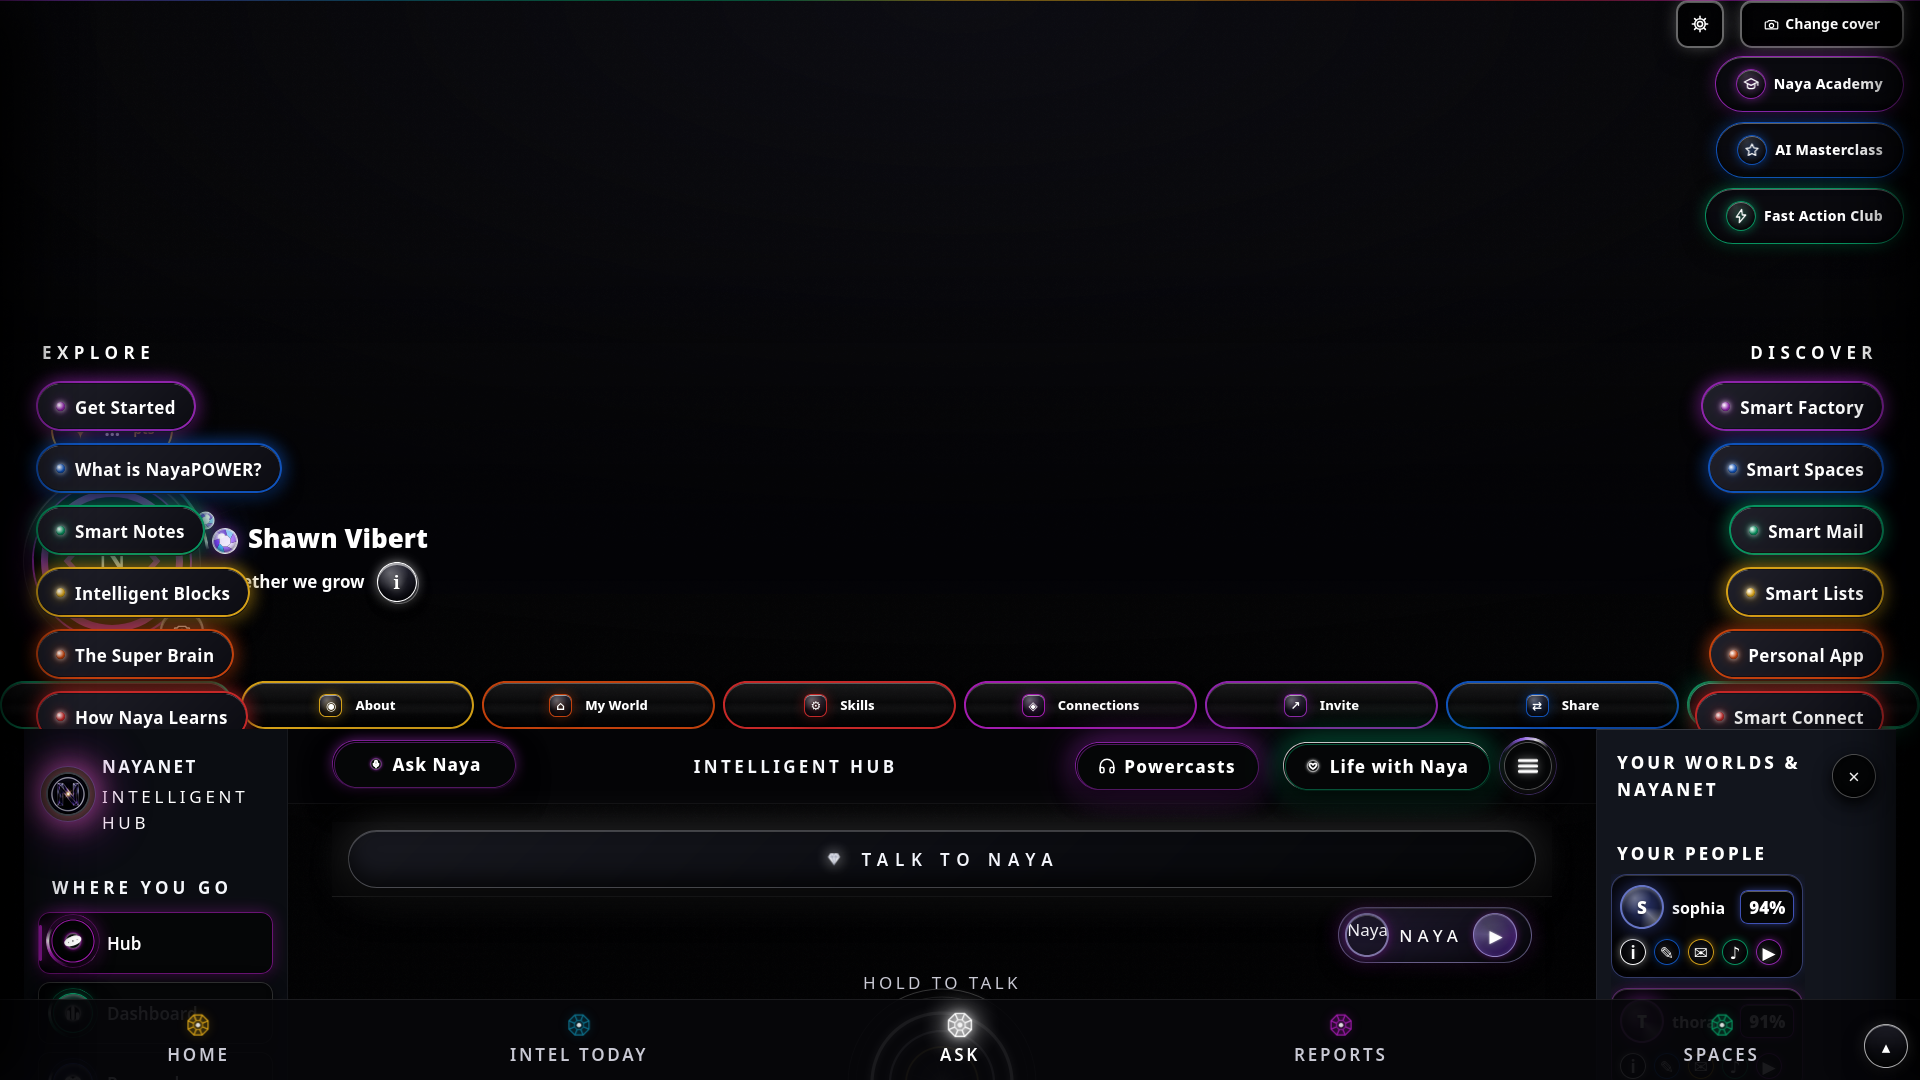 Change cover
Naya Academy
AI Masterclass
Fast Action Club
EXPLORE
DISCOVER
Get Started
Smart Factory
What is NayaPOWER?
Smart Spaces
Smart Notes
Shawn Vibert
Smart Mail
ether we grow
i
Intelligent Blocks
Smart Lists
The Super Brain
Personal App
How Naya Learns
About
My World
Skills
Connections
Invite
Share
Smart Connect
NAYANET
INTELLIGENT
HUB
Ask Naya
INTELLIGENT HUB
Powercasts
Life with Naya
YOUR WORLDS &
NAYANET
TALK TO NAYA
YOUR PEOPLE
WHERE YOU GO
S
sophia
94%
Hub
Naya
NAYA
i
HOLD TO TALK
Dashboard
T
thor
91%
HOME
INTEL TODAY
ASK
REPORTS
SPACES